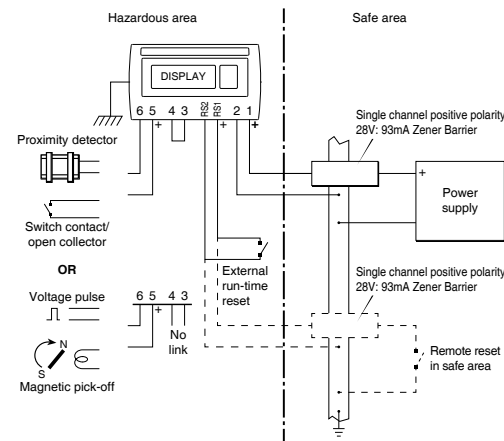 Hazardous area
Safe area
DISPLAY
6 5 4 3 RS2 RS1 2 1
+ + +
Single channel positive polarity
28V: 93mA Zener Barrier
Proximity detector
+
Power
supply
Switch contact/
open collector
OR
External
run-time
reset
Single channel positive polarity
28V: 93mA Zener Barrier
Voltage pulse
6 5 4 3
+
No
link
N
S
Magnetic pick-off
Remote reset
in safe area